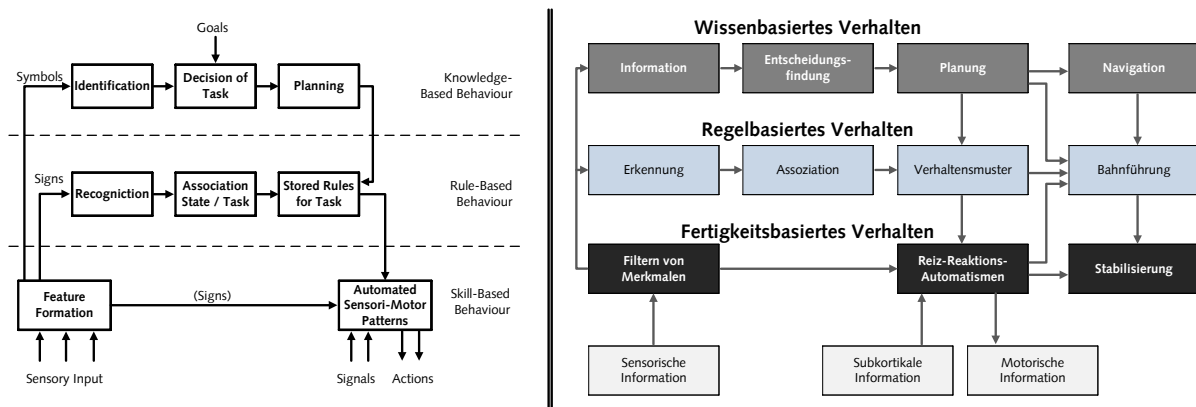 Goals
Symbols
Identification
Decision of
Task
Planning
Knowledge-
Based Behaviour
Signs
Recogniction
Association
State / Task
Stored Rules
for Task
Rule-Based
Behaviour
Feature
Formation
(Signs)
Automated
Sensori-Motor
Patterns
Skill-Based
Behaviour
Sensory Input
Signals
Actions
Wissenbasiertes Verhalten
Information
Entscheidungs-
findung
Planung
Navigation
Regelbasiertes Verhalten
Erkennung
Assoziation
Verhaltensmuster
Bahnführung
Fertigkeitsbasiertes Verhalten
Filtern von
Merkmalen
Reiz-Reaktions-
Automatismen
Stabilisierung
Sensorische
Information
Subkortikale
Information
Motorische
Information